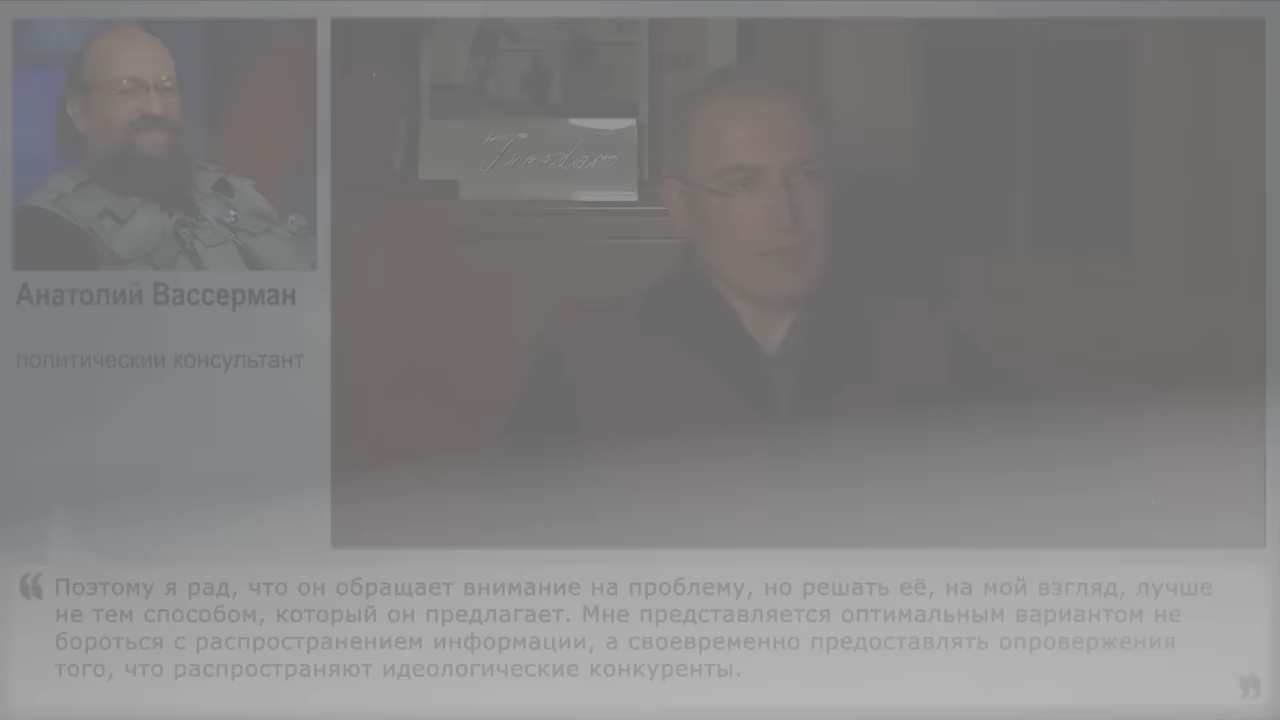 Анатолий Вассерман
политический консультант
Поэтому я рад, что он обращает внимание на проблему, но решать её, на мой взгляд, лучше
не тем способом, который он предлагает. Мне представляется оптимальным вариантом не
бороться с распространением информации, а своевременно предоставлять опровержения
того, что распространяют идеологические конкуренты.